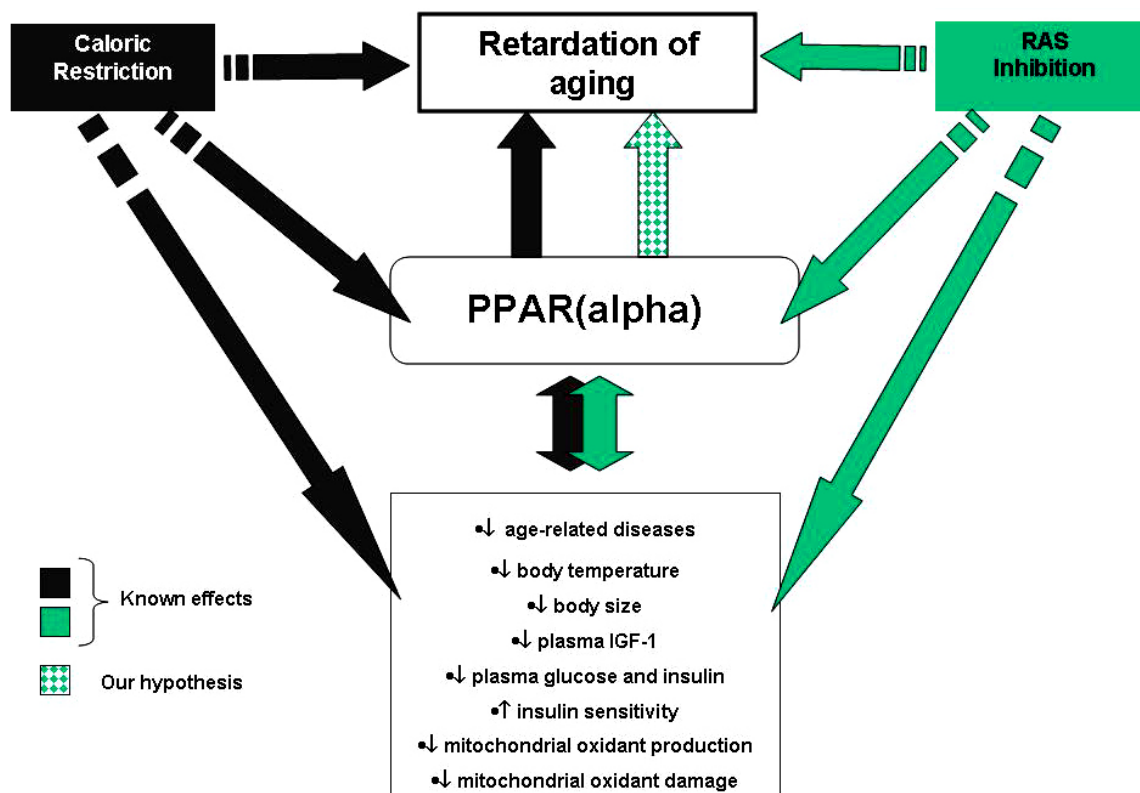 Caloric
Restriction
Retardation of
aging
RAS
Inhibition
PPAR(alpha)
•↓ age-related diseases
•↓ body temperature
•↓ body size
•↓ plasma IGF-1
•↓ plasma glucose and insulin
•↑ insulin sensitivity
•↓ mitochondrial oxidant production
•↓ mitochondrial oxidant damage
Known effects
Our hypothesis